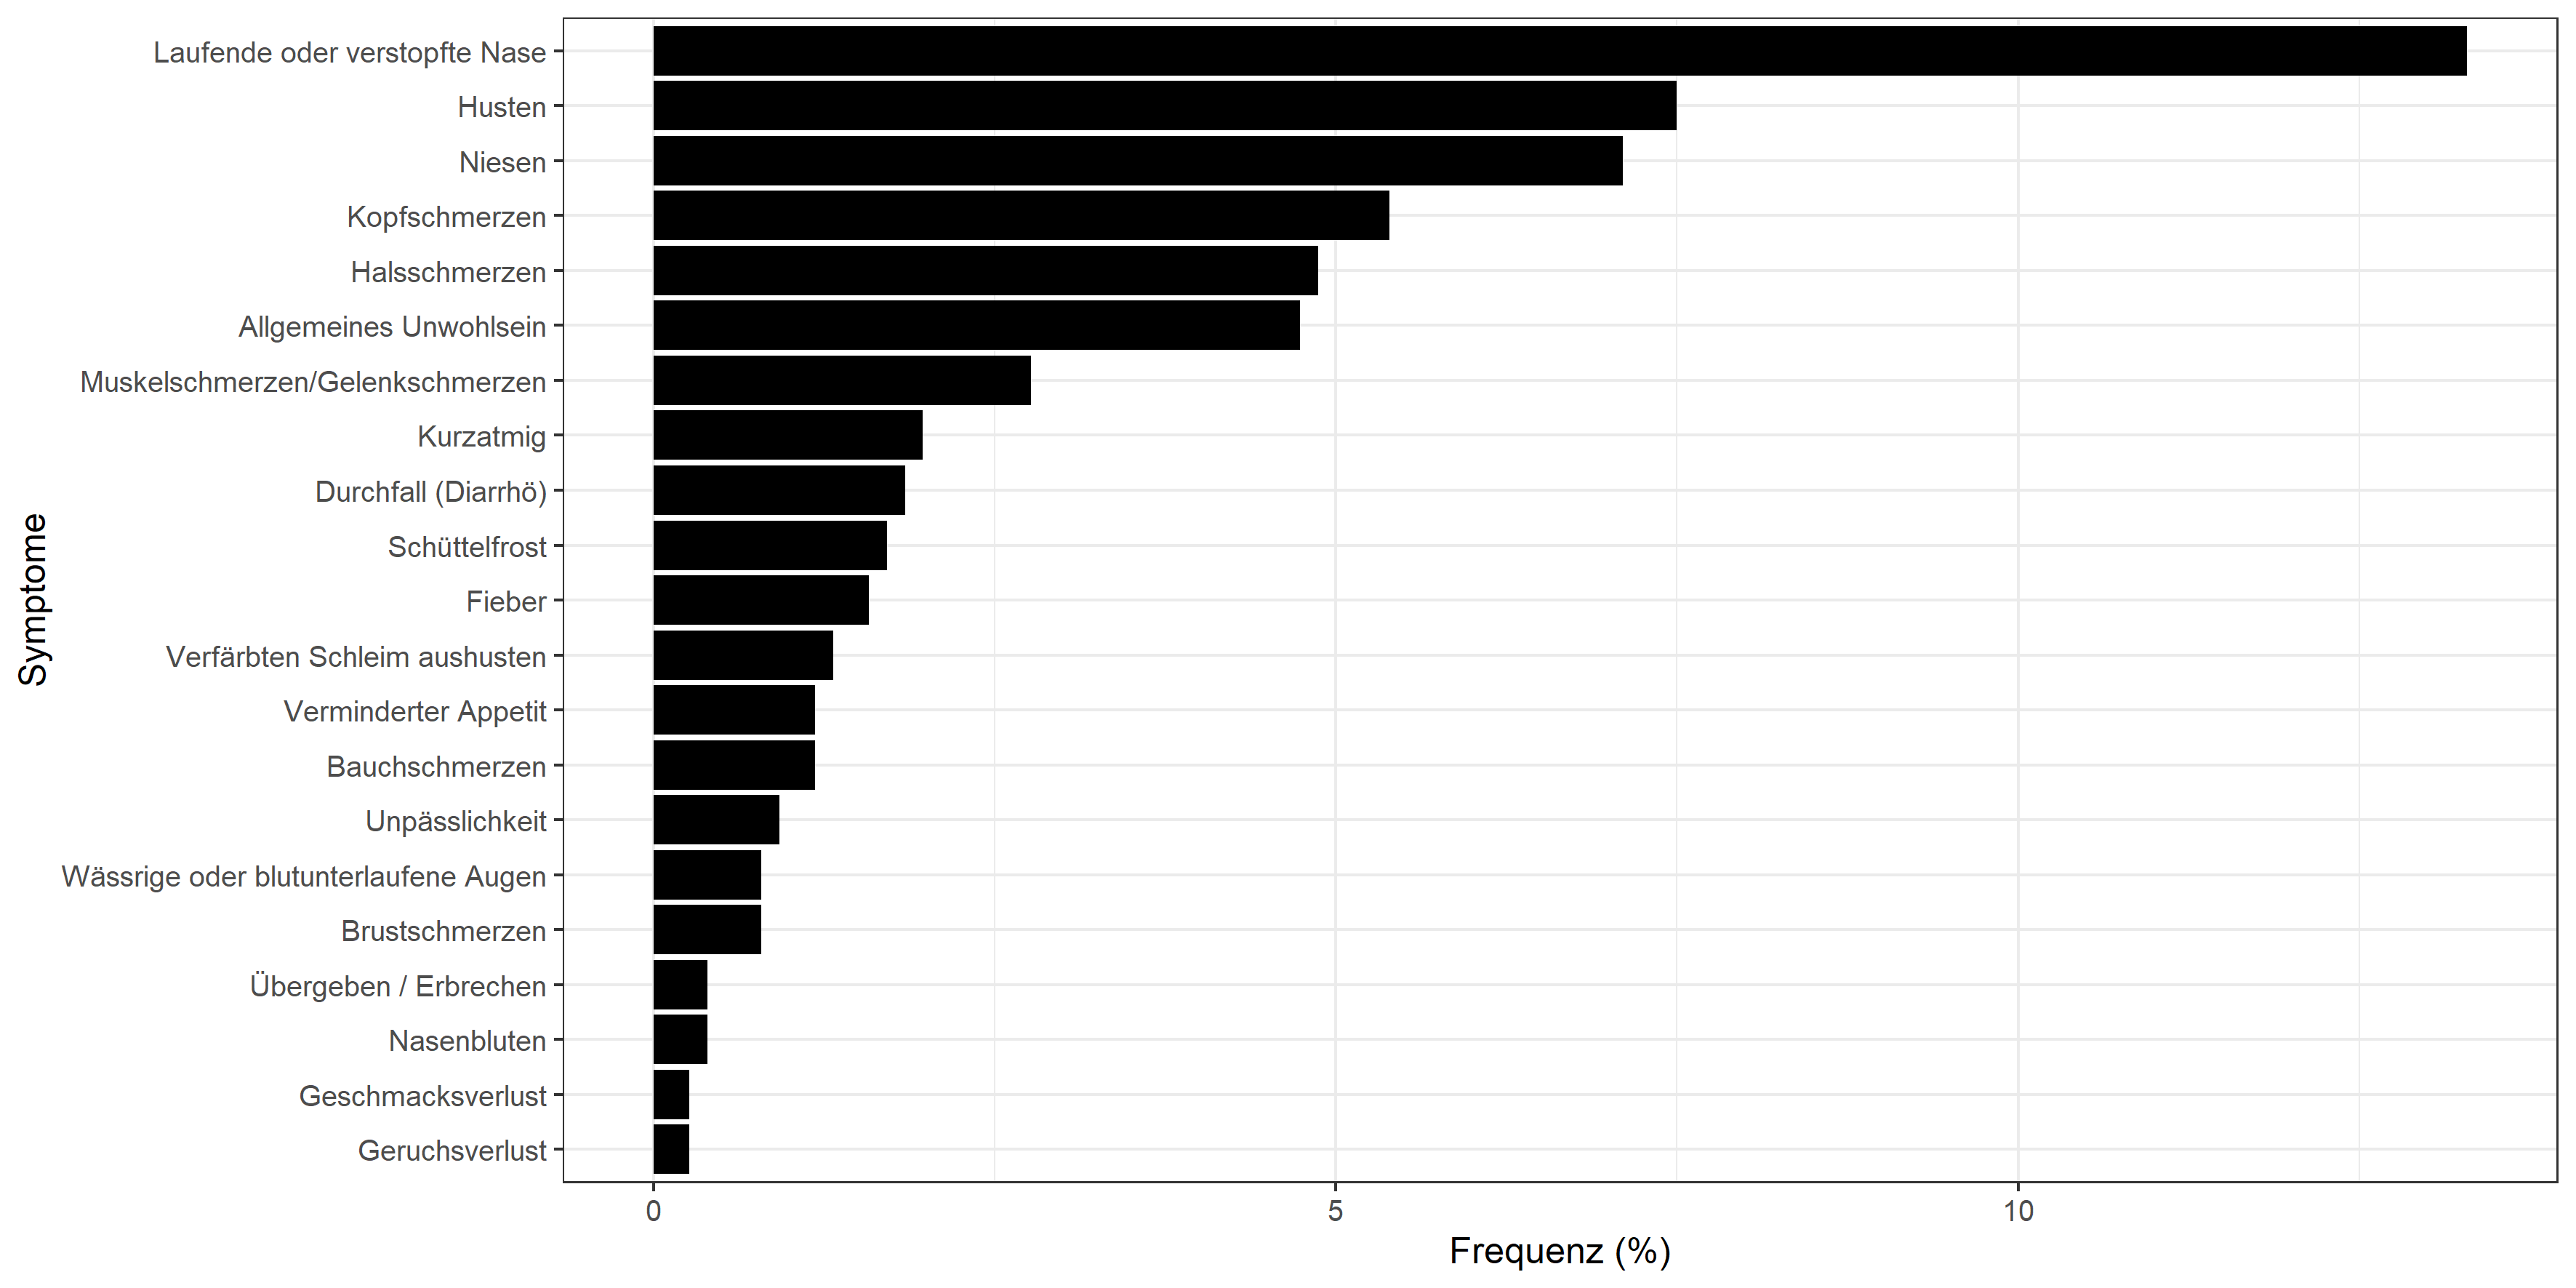 Laufende oder verstopfte Nase
Husten
Niesen
Kopfschmerzen
Halsschmerzen
Allgemeines Unwohlsein
Muskelschmerzen/Gelenkschmerzen
Kurzatmig
Durchfall (Diarrhö)
Schüttelfrost
Fieber
Verfärbten Schleim aushusten
Verminderter Appetit
Bauchschmerzen
Unpässlichkeit
Wässrige oder blutunterlaufene Augen
Brustschmerzen
Übergeben / Erbrechen
Nasenbluten
Geschmacksverlust
Geruchsverlust
Symptome
0 5 10
Frequenz (%)